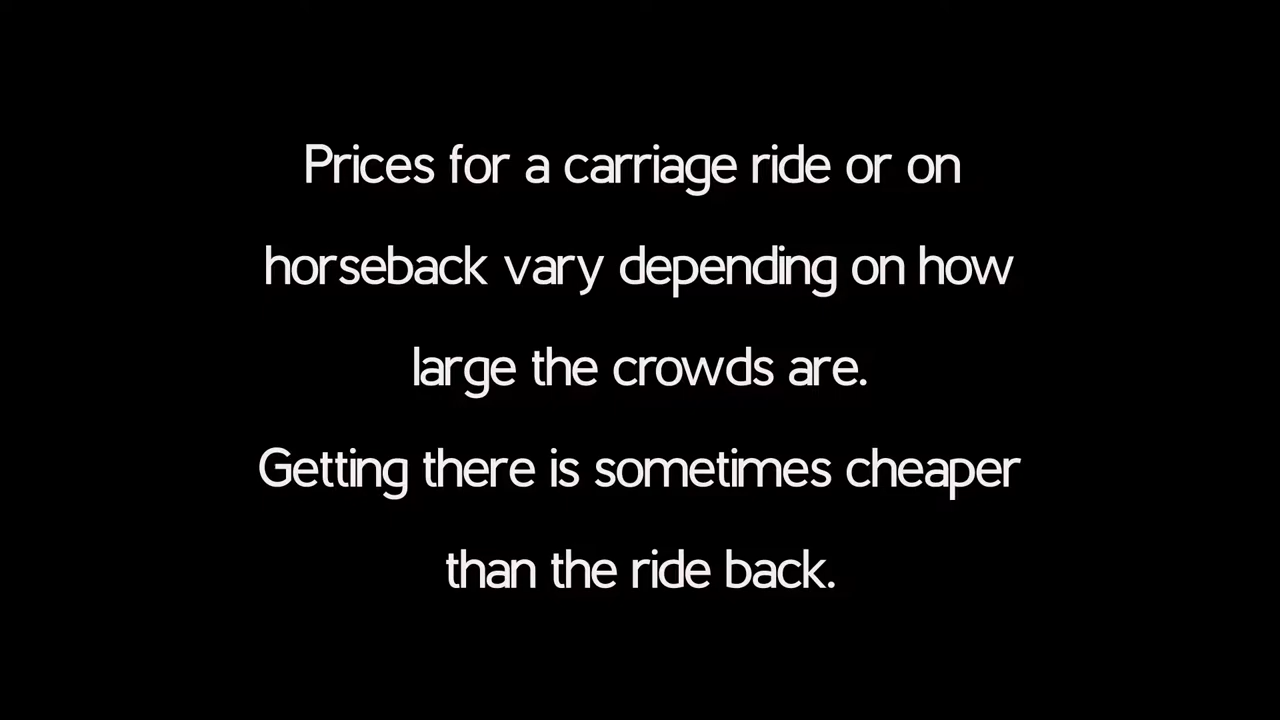 Prices for a carriage ride or on
horseback vary depending on how
large the crowds are.
Getting there is sometimes cheaper
than the ride back.